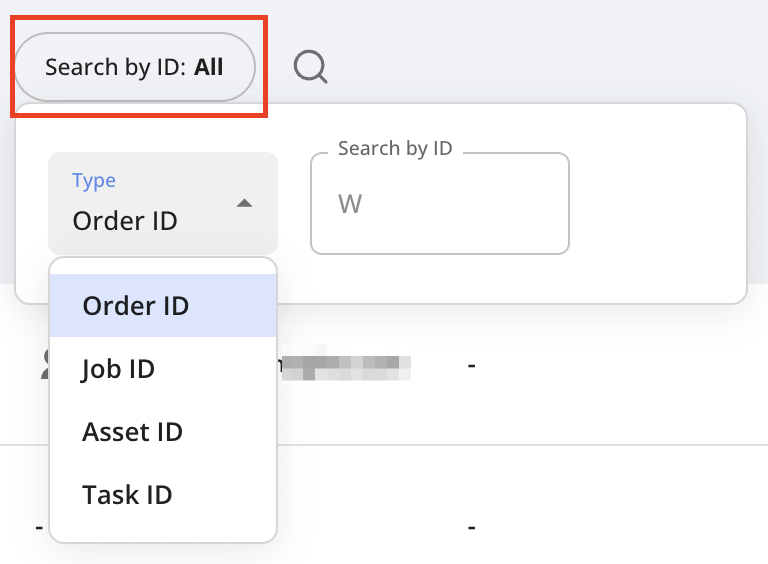 Search by ID: All
Type
Order ID
Search by ID
W
Order ID
Job ID
Asset ID
Task ID
-
-
-